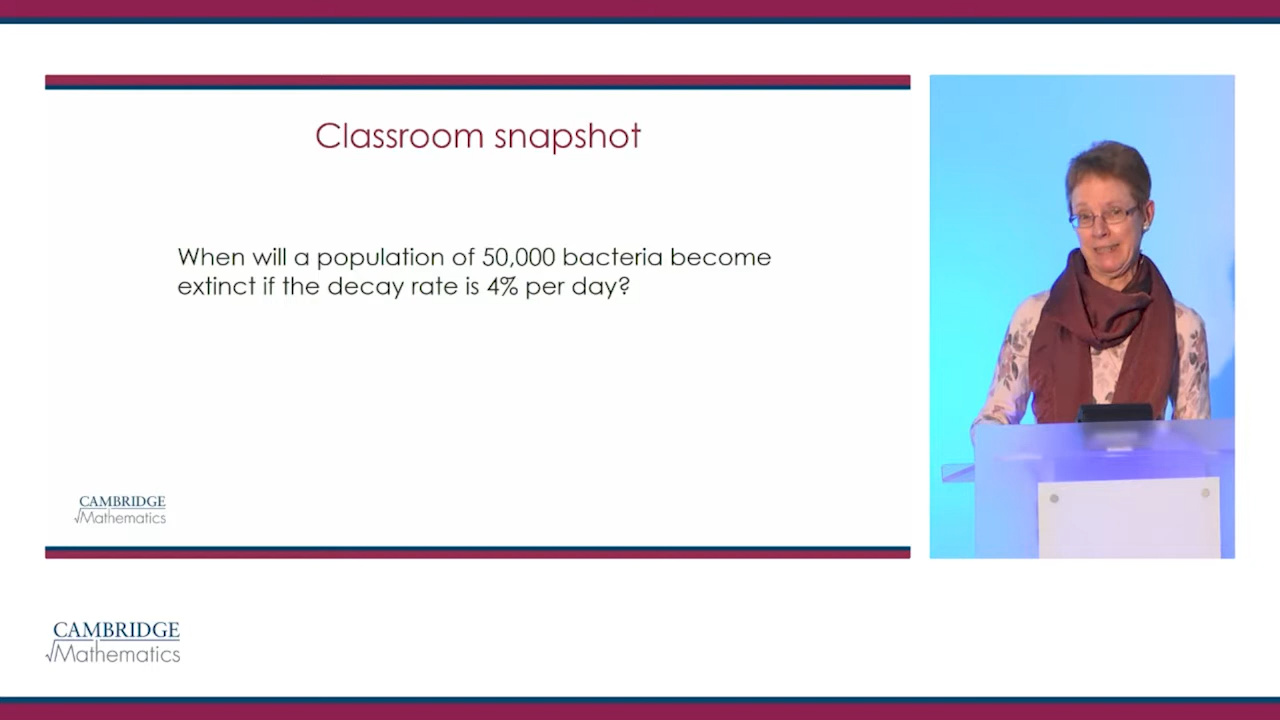 Classroom snapshot
When will a population of 50,000 bacteria become
extinct if the decay rate is 4% per day?
CAMBRIDGE
√Mathematics
CAMBRIDGE
√Mathematics